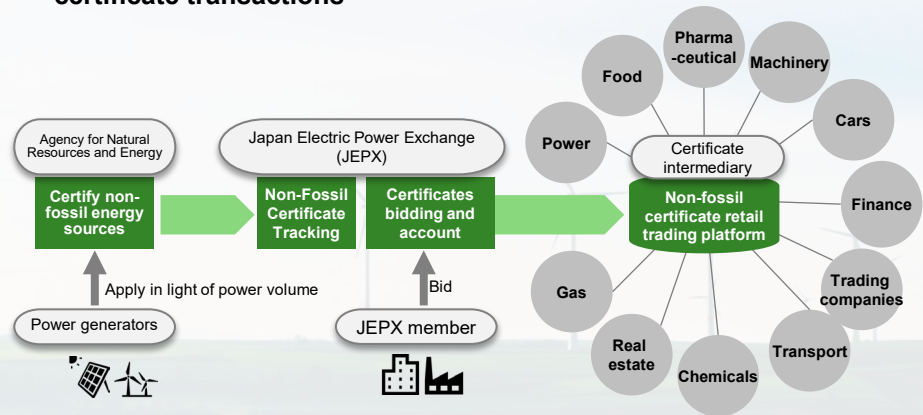 certificate transactions
Agency for Natural
Resources and Energy
Certify non-
fossil energy
sources
Apply in light of power volume
Power generators
Japan Electric Power Exchange
(JEPX)
Non-Fossil
Certificate
Tracking
Certificates
bidding and
account
Bid
JEPX member
Certificate
intermediary
Non-fossil
certificate retail
trading platform
Power
Food
Pharma
-ceutical
Machinery
Cars
Finance
Trading
companies
Transport
Chemicals
Real
estate
Gas